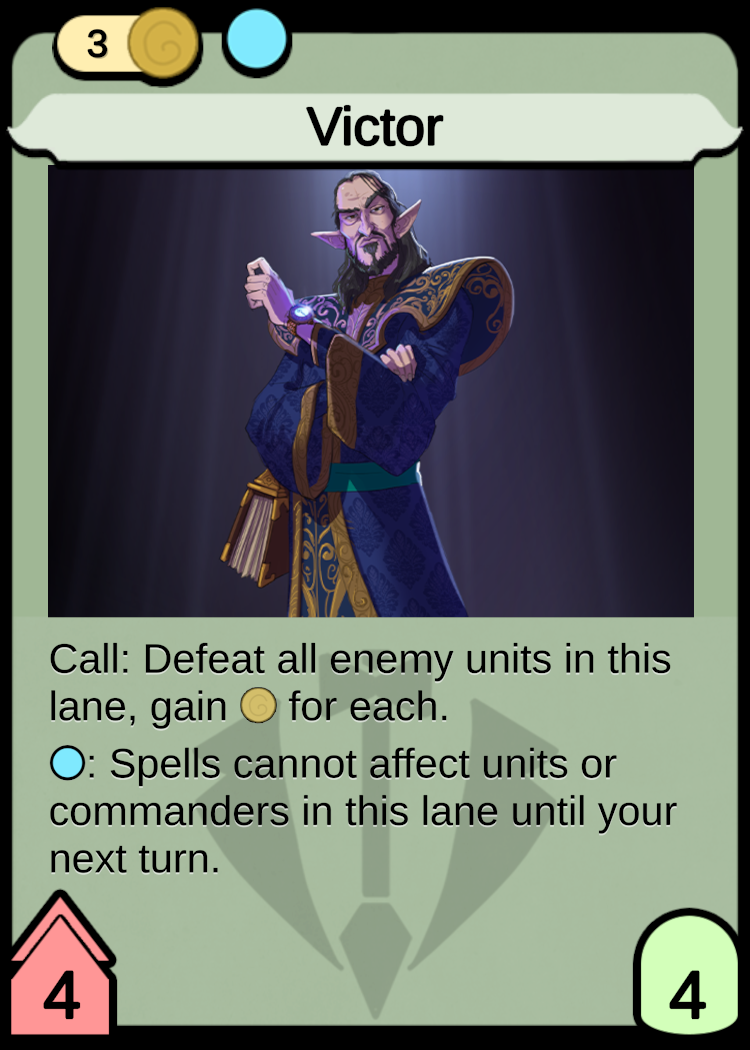 3
Victor
Call: Defeat all enemy units in this
lane, gain for each.
: Spells cannot affect units or
commanders in this lane until your
next turn.
4
4